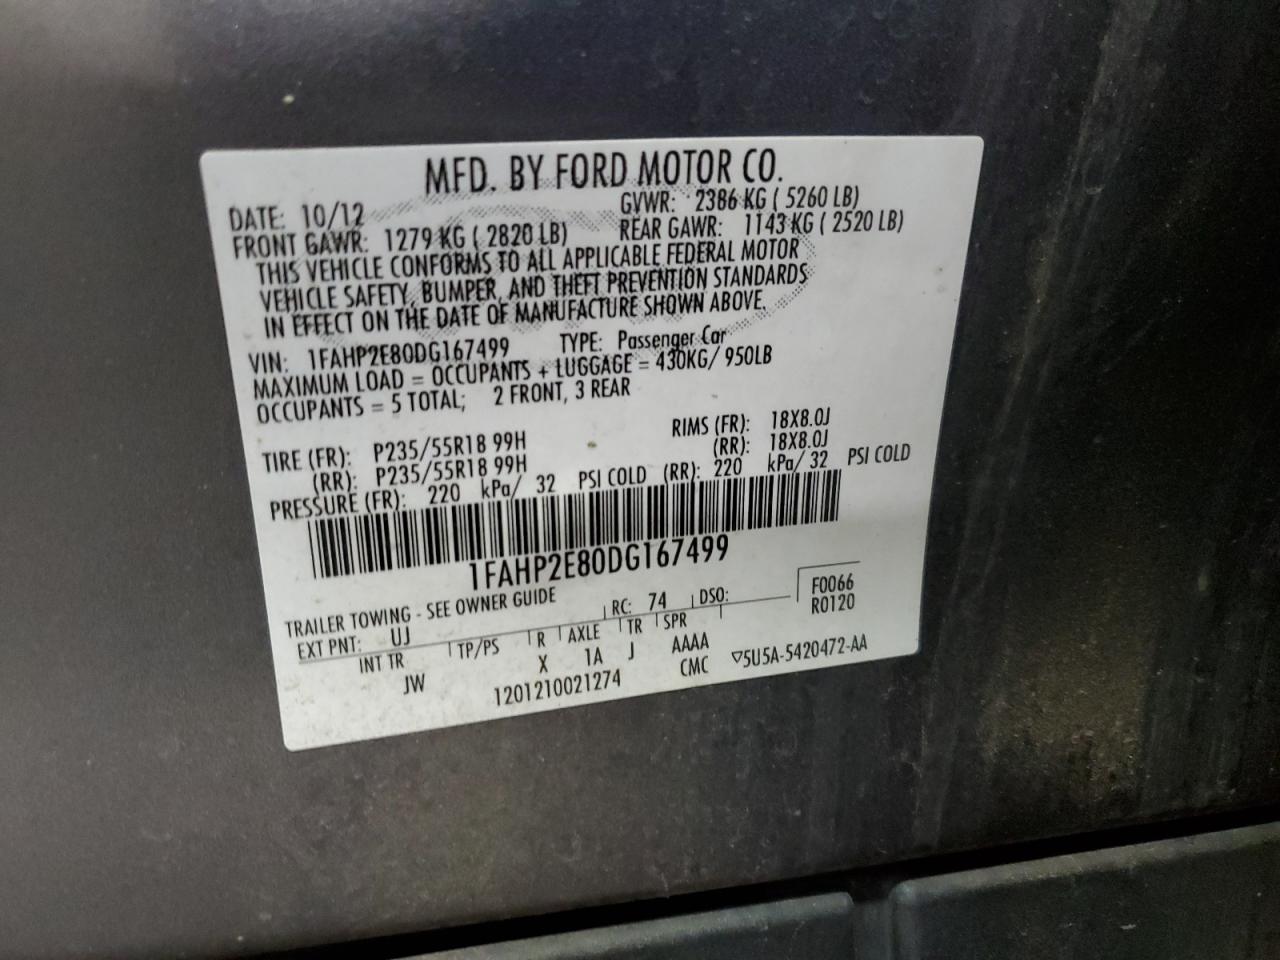 MFD. BY FORD MOTOR CO.
DATE: 10/12 GVWR: 2386 KG ( 5260 LB)
FRONT GAWR: 1279 KG ( 2820 LB) REAR GAWR: 1143 KG ( 2520 LB)
THIS VEHICLE CONFORMS TO ALL APPLICABLE FEDERAL MOTOR
VEHICLE SAFETY, BUMPER, AND THEFT PREVENTION STANDARDS
IN EFFECT ON THE DATE OF MANUFACTURE SHOWN ABOVE.
VIN: 1FAHP2E80DG167499 TYPE: Passenger Car
MAXIMUM LOAD = OCCUPANTS + LUGGAGE = 430KG/ 950LB
OCCUPANTS = 5 TOTAL; 2 FRONT, 3 REAR
TIRE (FR): P235/55R18 99H RIMS (FR): 18X8.0J
(RR): P235/55R18 99H (RR): 18X8.0J
PRESSURE (FR): 220 kPa/ 32 PSI COLD (RR): 220 kPa/ 32 PSI COLD
1FAHP2E80DG167499
TRAILER TOWING - SEE OWNER GUIDE F0066
EXT PNT: UJ RC: 74 DSO: R0120
INT TR TP/PS R AXLE TR SPR
JW X 1A J AAAA
1201210021274 CMC ▽5U5A-5420472-AA